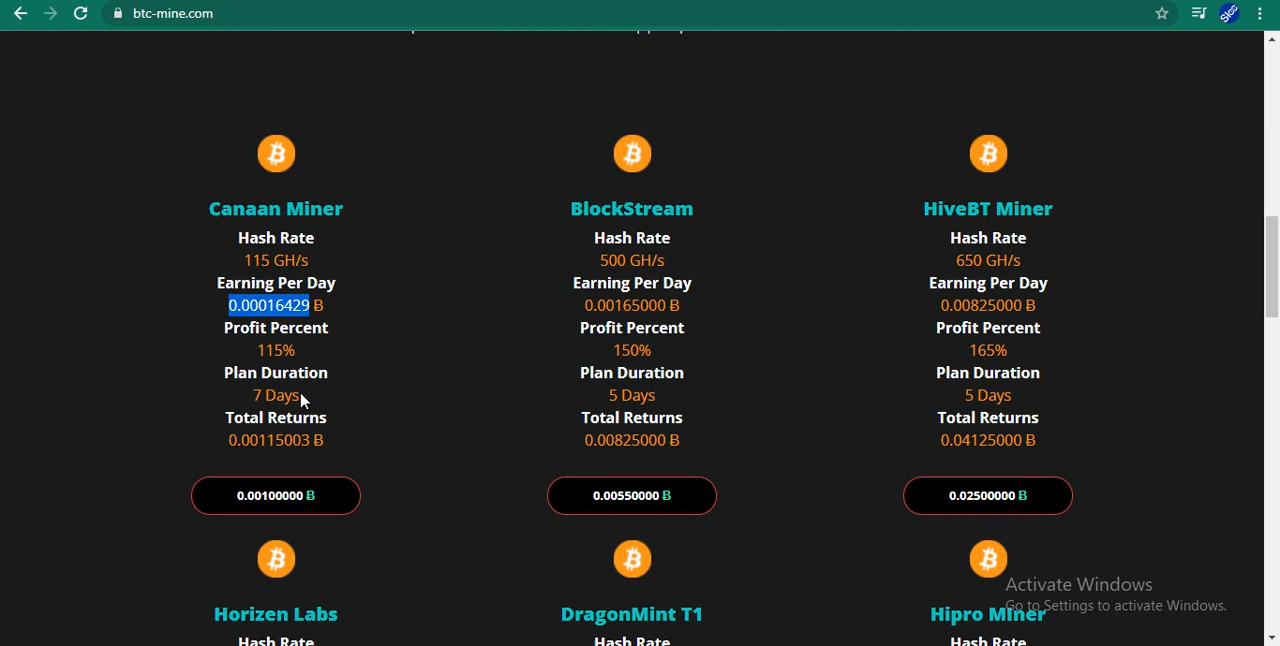 btc-mine.com
Canaan Miner
Hash Rate
115 GH/s
Earning Per Day
0.00016429 Ƀ
Profit Percent
115%
Plan Duration
7 Days
Total Returns
0.00115003 Ƀ
0.00100000 Ƀ
BlockStream
Hash Rate
500 GH/s
Earning Per Day
0.00165000 Ƀ
Profit Percent
150%
Plan Duration
5 Days
Total Returns
0.00825000 Ƀ
0.00550000 Ƀ
HiveBT Miner
Hash Rate
650 GH/s
Earning Per Day
0.00825000 Ƀ
Profit Percent
165%
Plan Duration
5 Days
Total Returns
0.04125000 Ƀ
0.02500000 Ƀ
Horizen Labs
Hash Rate
DragonMint T1
Hash Rate
Hipro Miner
Hash Rate
Activate Windows
Go to Settings to activate Windows.